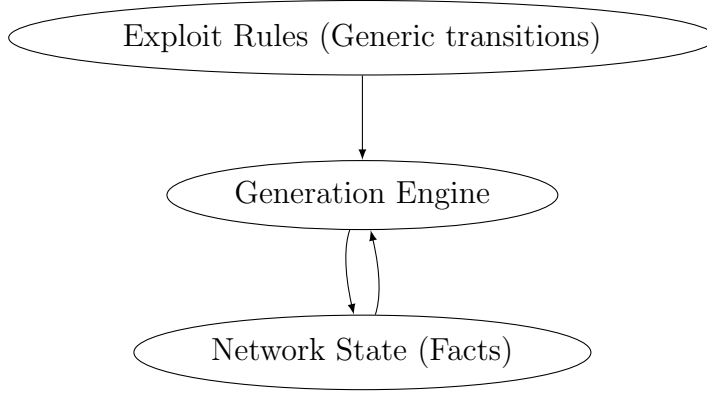 Exploit Rules (Generic transitions)
Generation Engine
Network State (Facts)